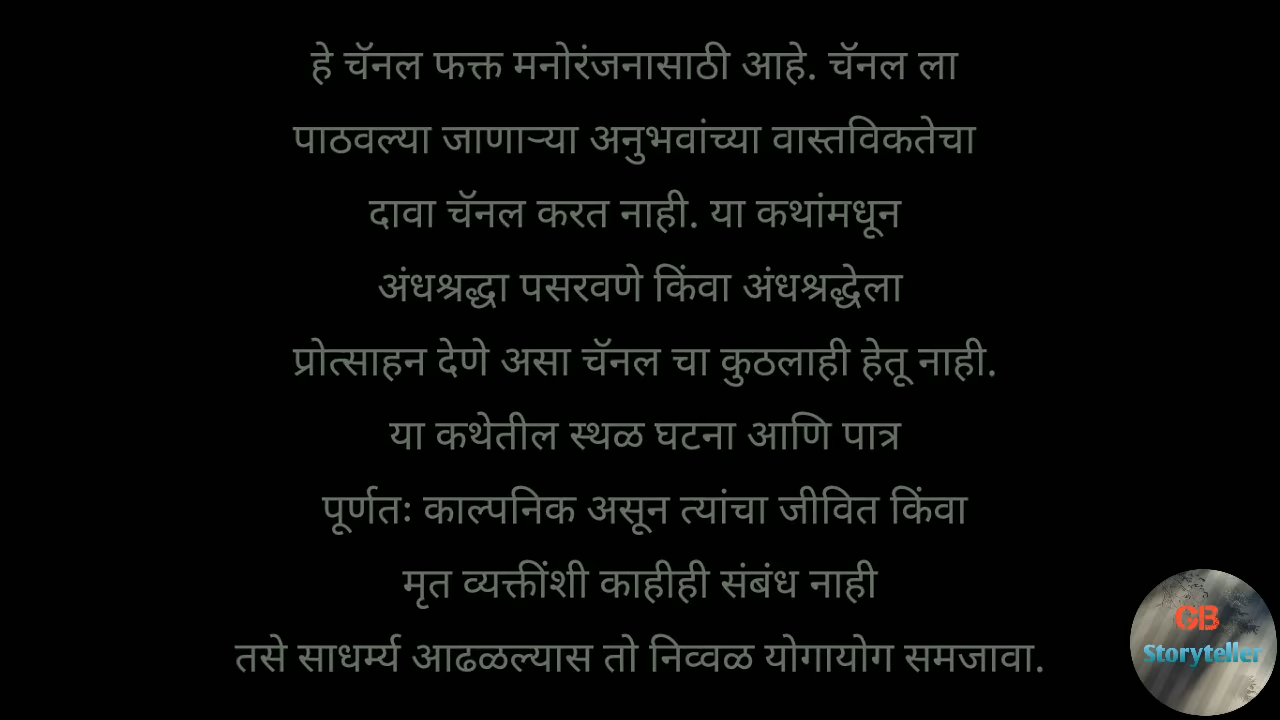 हे चॅनल फक्त मनोरंजनासाठी आहे. चॅनल ला
पाठवल्या जाणाऱ्या अनुभवांच्या वास्तविकतेचा
दावा चॅनल करत नाही. या कथांमधून
अंधश्रद्धा पसरवणे किंवा अंधश्रद्धेला
प्रोत्साहन देणे असा चॅनल चा कुठलाही हेतू नाही.
या कथेतील स्थळ घटना आणि पात्र
पूर्णतः काल्पनिक असून त्यांचा जीवित किंवा
मृत व्यक्तींशी काहीही संबंध नाही
तसे साधर्म्य आढळल्यास तो निव्वळ योगायोग समजावा.
GB
Storyteller